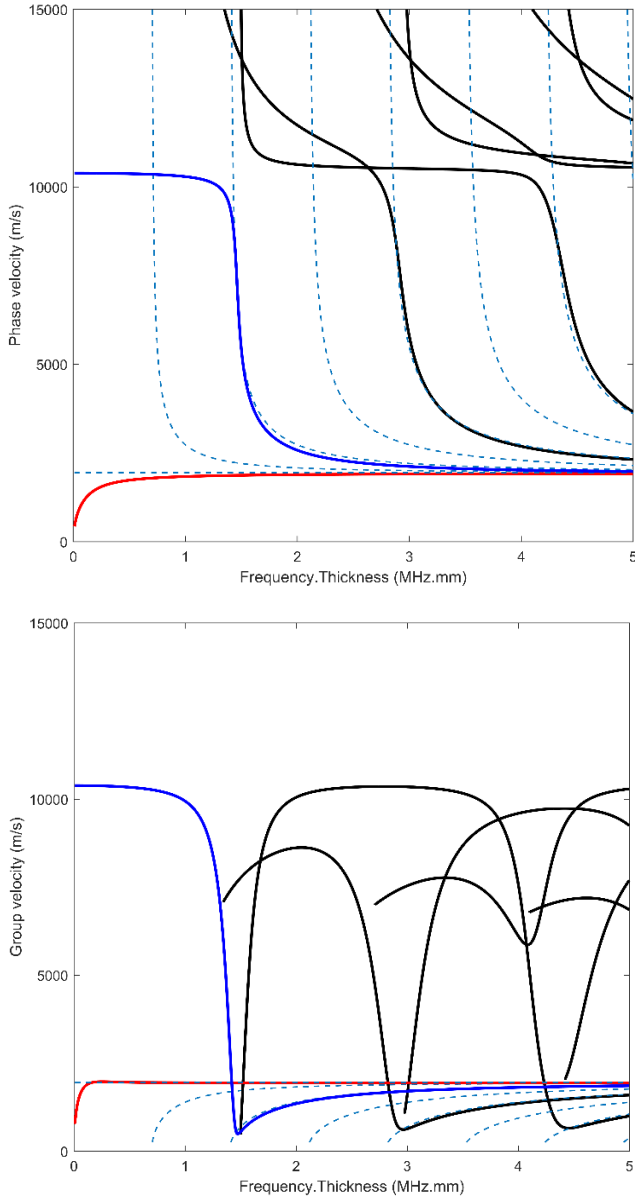 15000
10000
5000
0
Phase velocity (m/s)
0 1 2 3 4 5
Frequency.Thickness (MHz.mm)
15000
10000
5000
0
Group velocity (m/s)
0 1 2 3 4 5
Frequency.Thickness (MHz.mm)